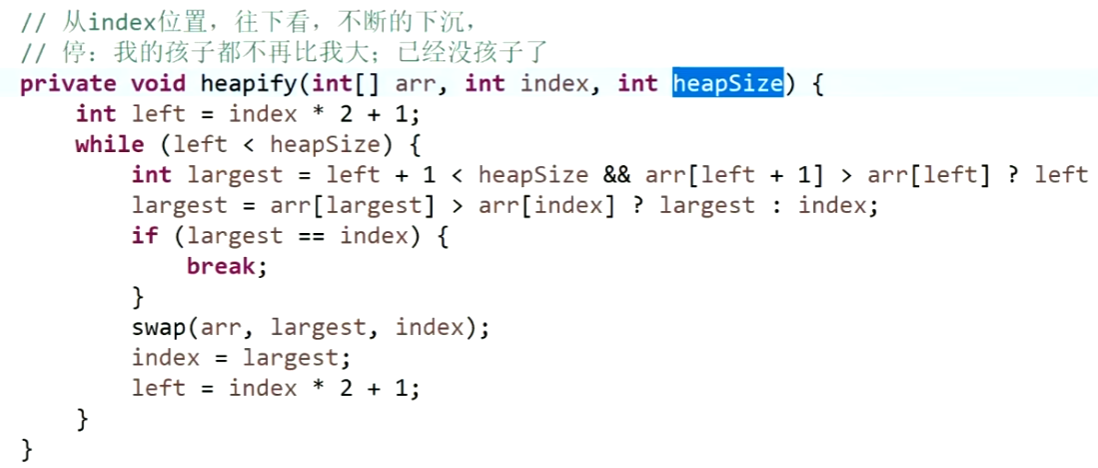 // 从index位置，往下看，不断的下沉，
// 停：我的孩子都不再比我大；已经没孩子了
private void heapify(int[] arr, int index, int heapSize) {
    int left = index * 2 + 1;
    while (left < heapSize) {
        int largest = left + 1 < heapSize && arr[left + 1] > arr[left] ? left
        largest = arr[largest] > arr[index] ? largest : index;
        if (largest == index) {
            break;
        }
        swap(arr, largest, index);
        index = largest;
        left = index * 2 + 1;
    }
}